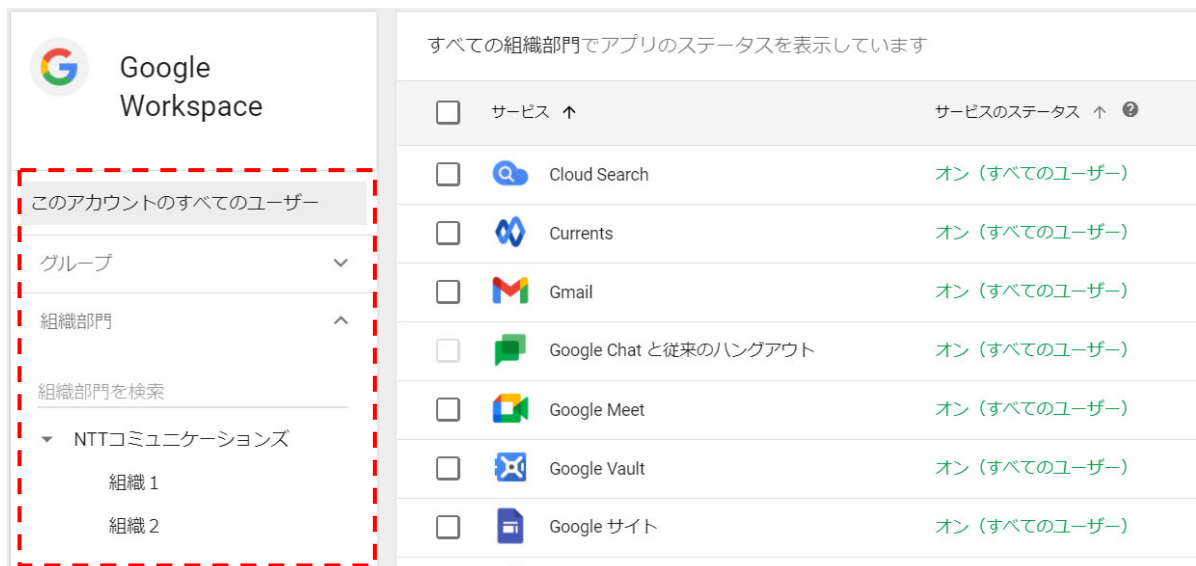 Google
Workspace
このアカウントのすべてのユーザー
グループ
組織部門
組織部門を検索
NTTコミュニケーションズ
組織1
組織2
すべての組織部門でアプリのステータスを表示しています
サービス ↑ サービスのステータス ↑ ?
Cloud Search オン（すべてのユーザー）
Currents オン（すべてのユーザー）
Gmail オン（すべてのユーザー）
Google Chat と従来のハングアウト オン（すべてのユーザー）
Google Meet オン（すべてのユーザー）
Google Vault オン（すべてのユーザー）
Google サイト オン（すべてのユーザー）